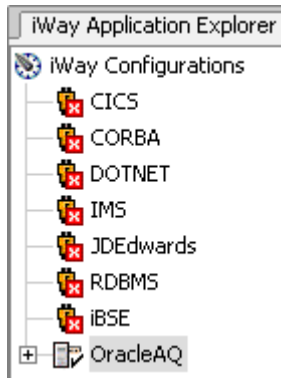 iWay Application Explorer
iWay Configurations
CICS
CORBA
DOTNET
IMS
JDEdwards
RDBMS
iBSE
OracleAQ